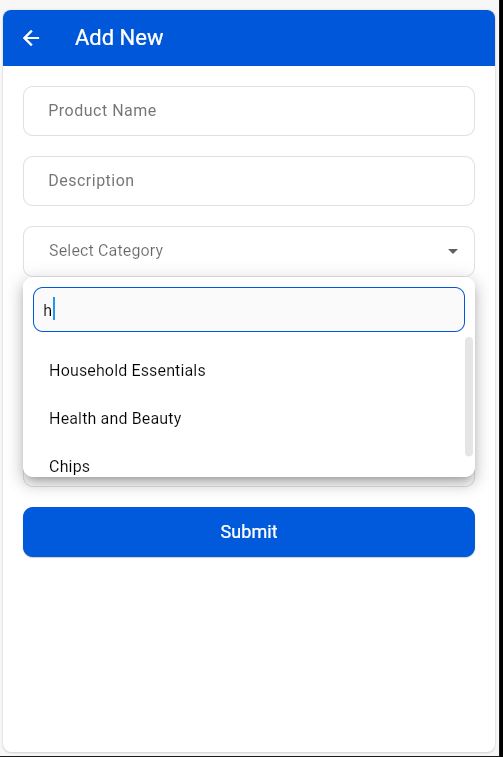 Add New
Product Name
Description
Select Category
h
Household Essentials
Health and Beauty
Chips
Submit